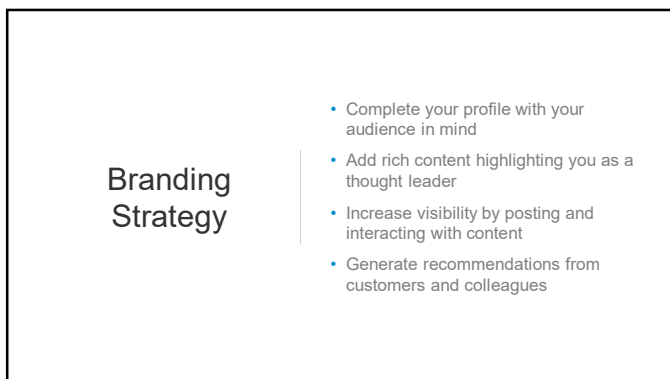 Branding
Strategy
• Complete your profile with your
audience in mind
• Add rich content highlighting you as a
thought leader
• Increase visibility by posting and
interacting with content
• Generate recommendations from
customers and colleagues